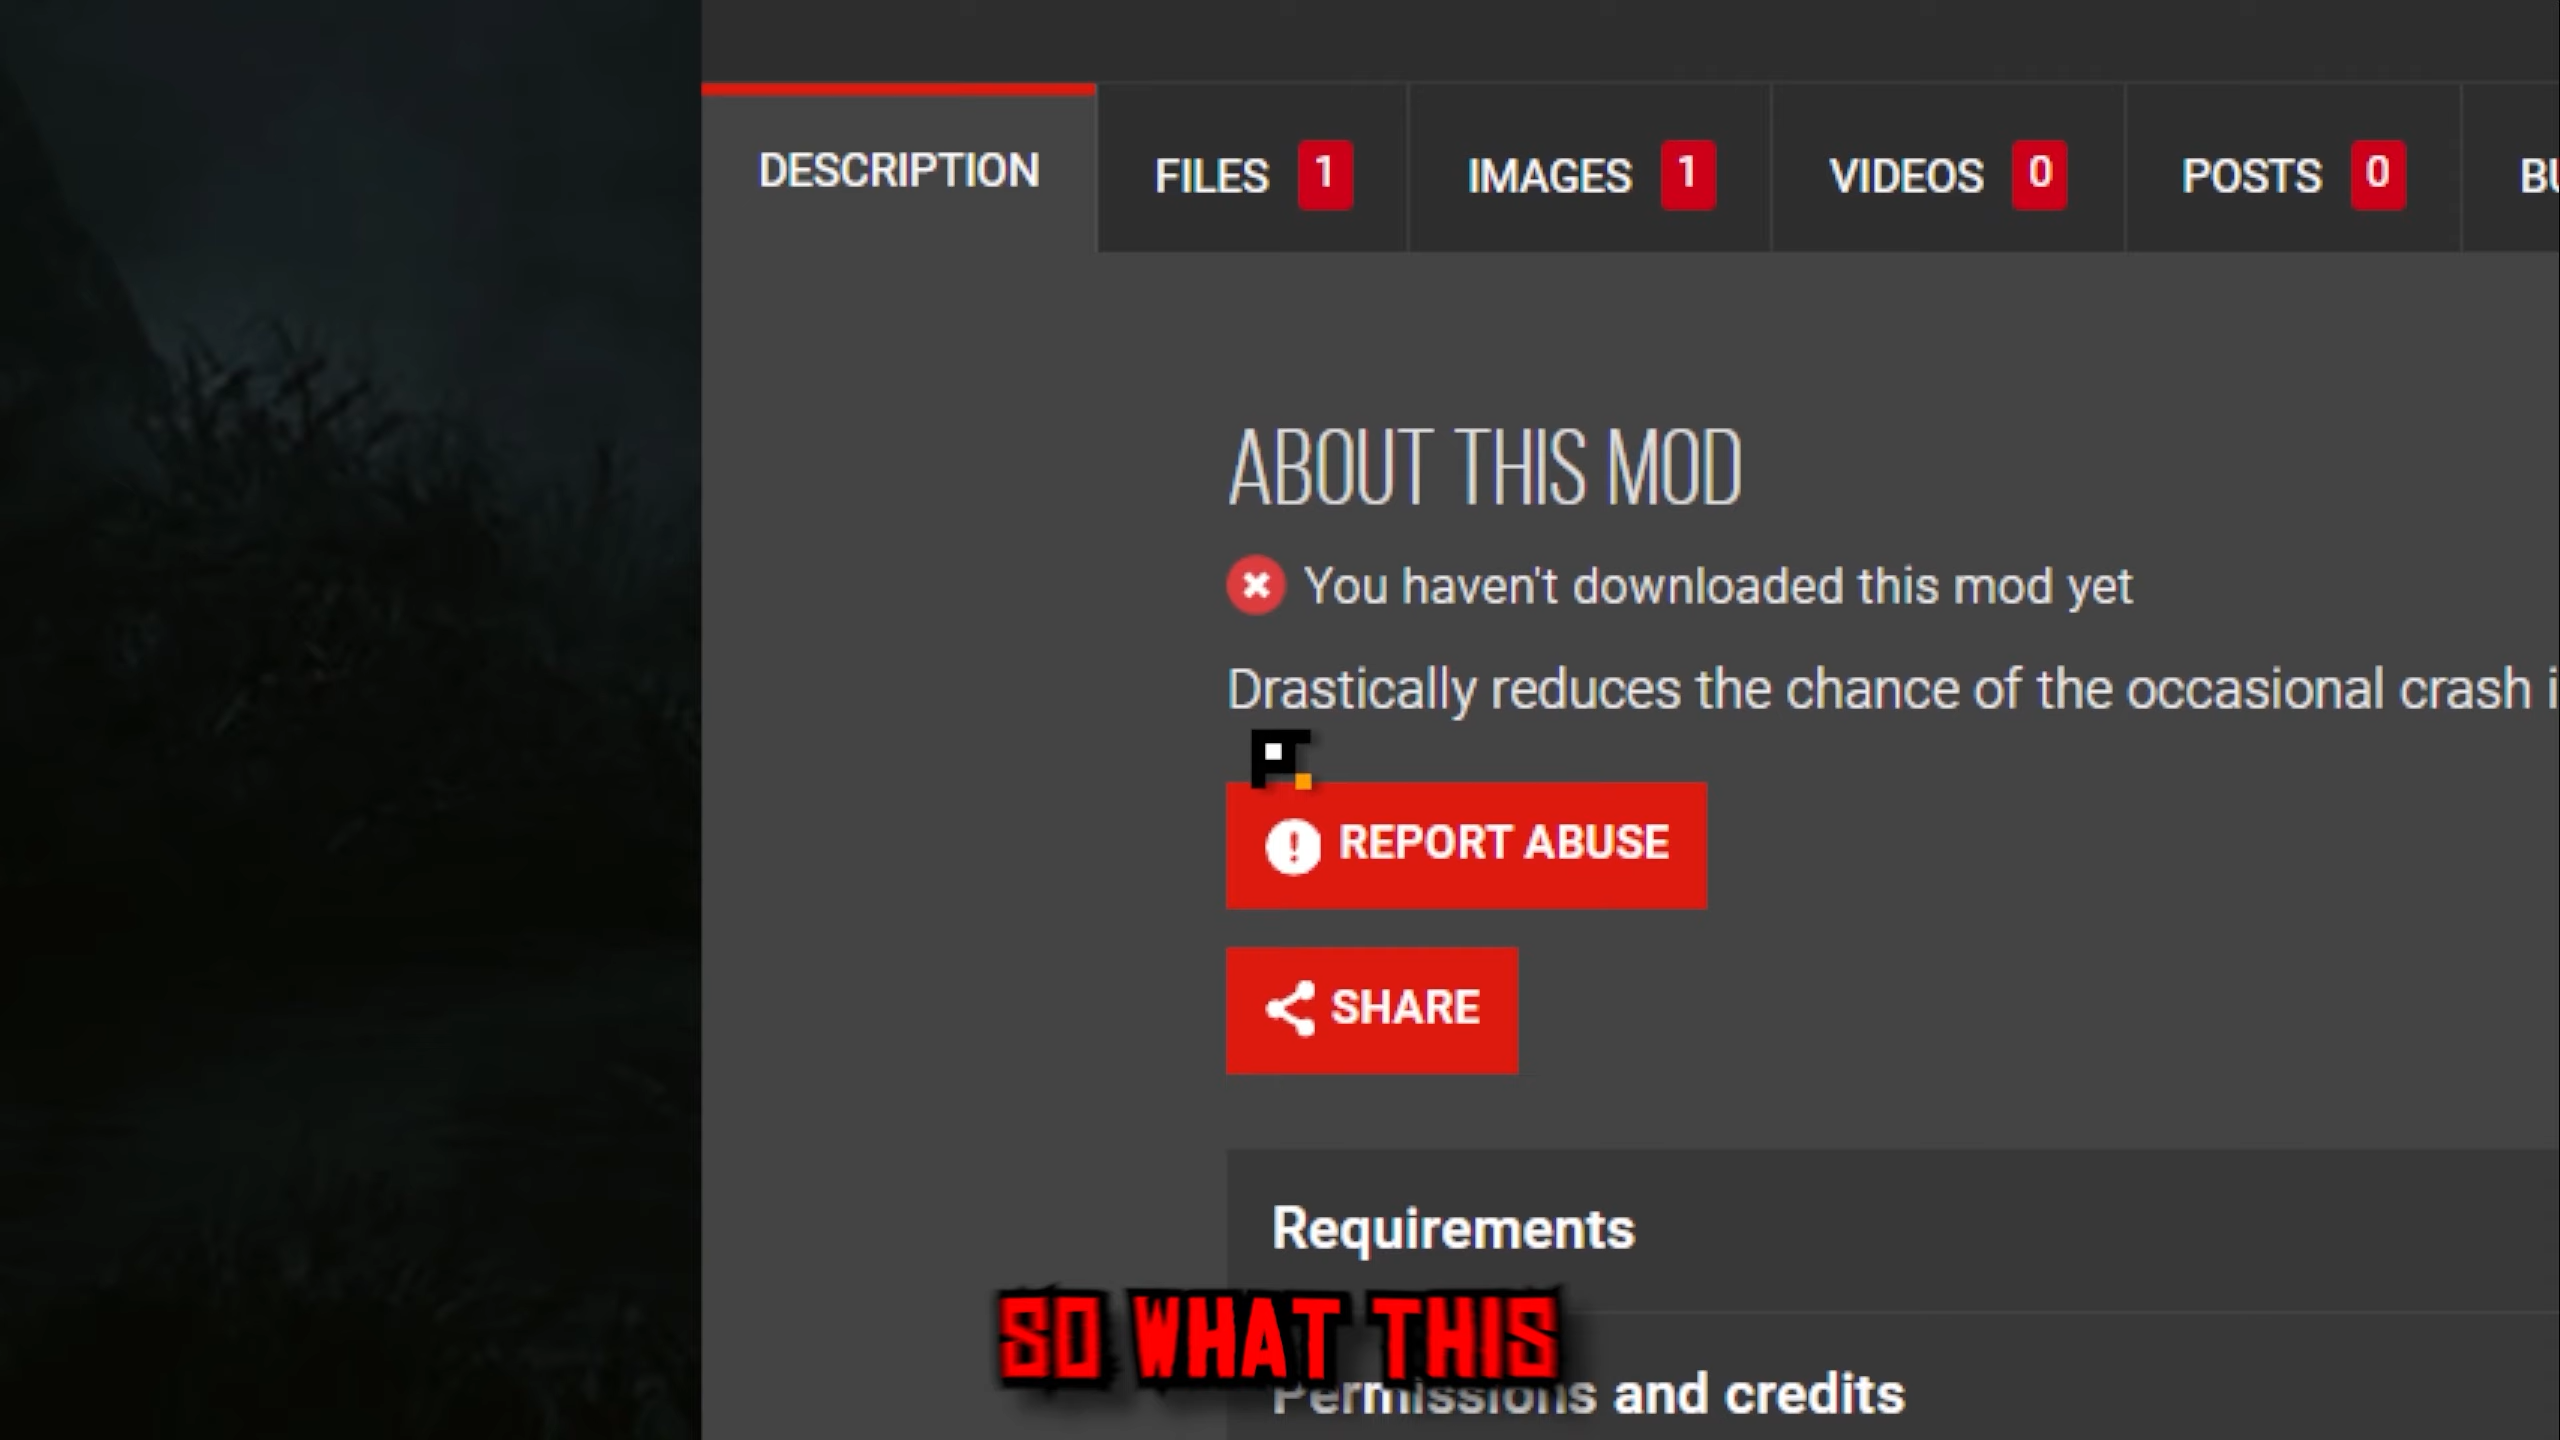 DESCRIPTION
FILES 1
IMAGES 1
VIDEOS 0
POSTS 0
ABOUT THIS MOD
You haven't downloaded this mod yet
Drastically reduces the chance of the occasional crash
REPORT ABUSE
SHARE
Requirements
SO WHAT THIS
Permissions and credits